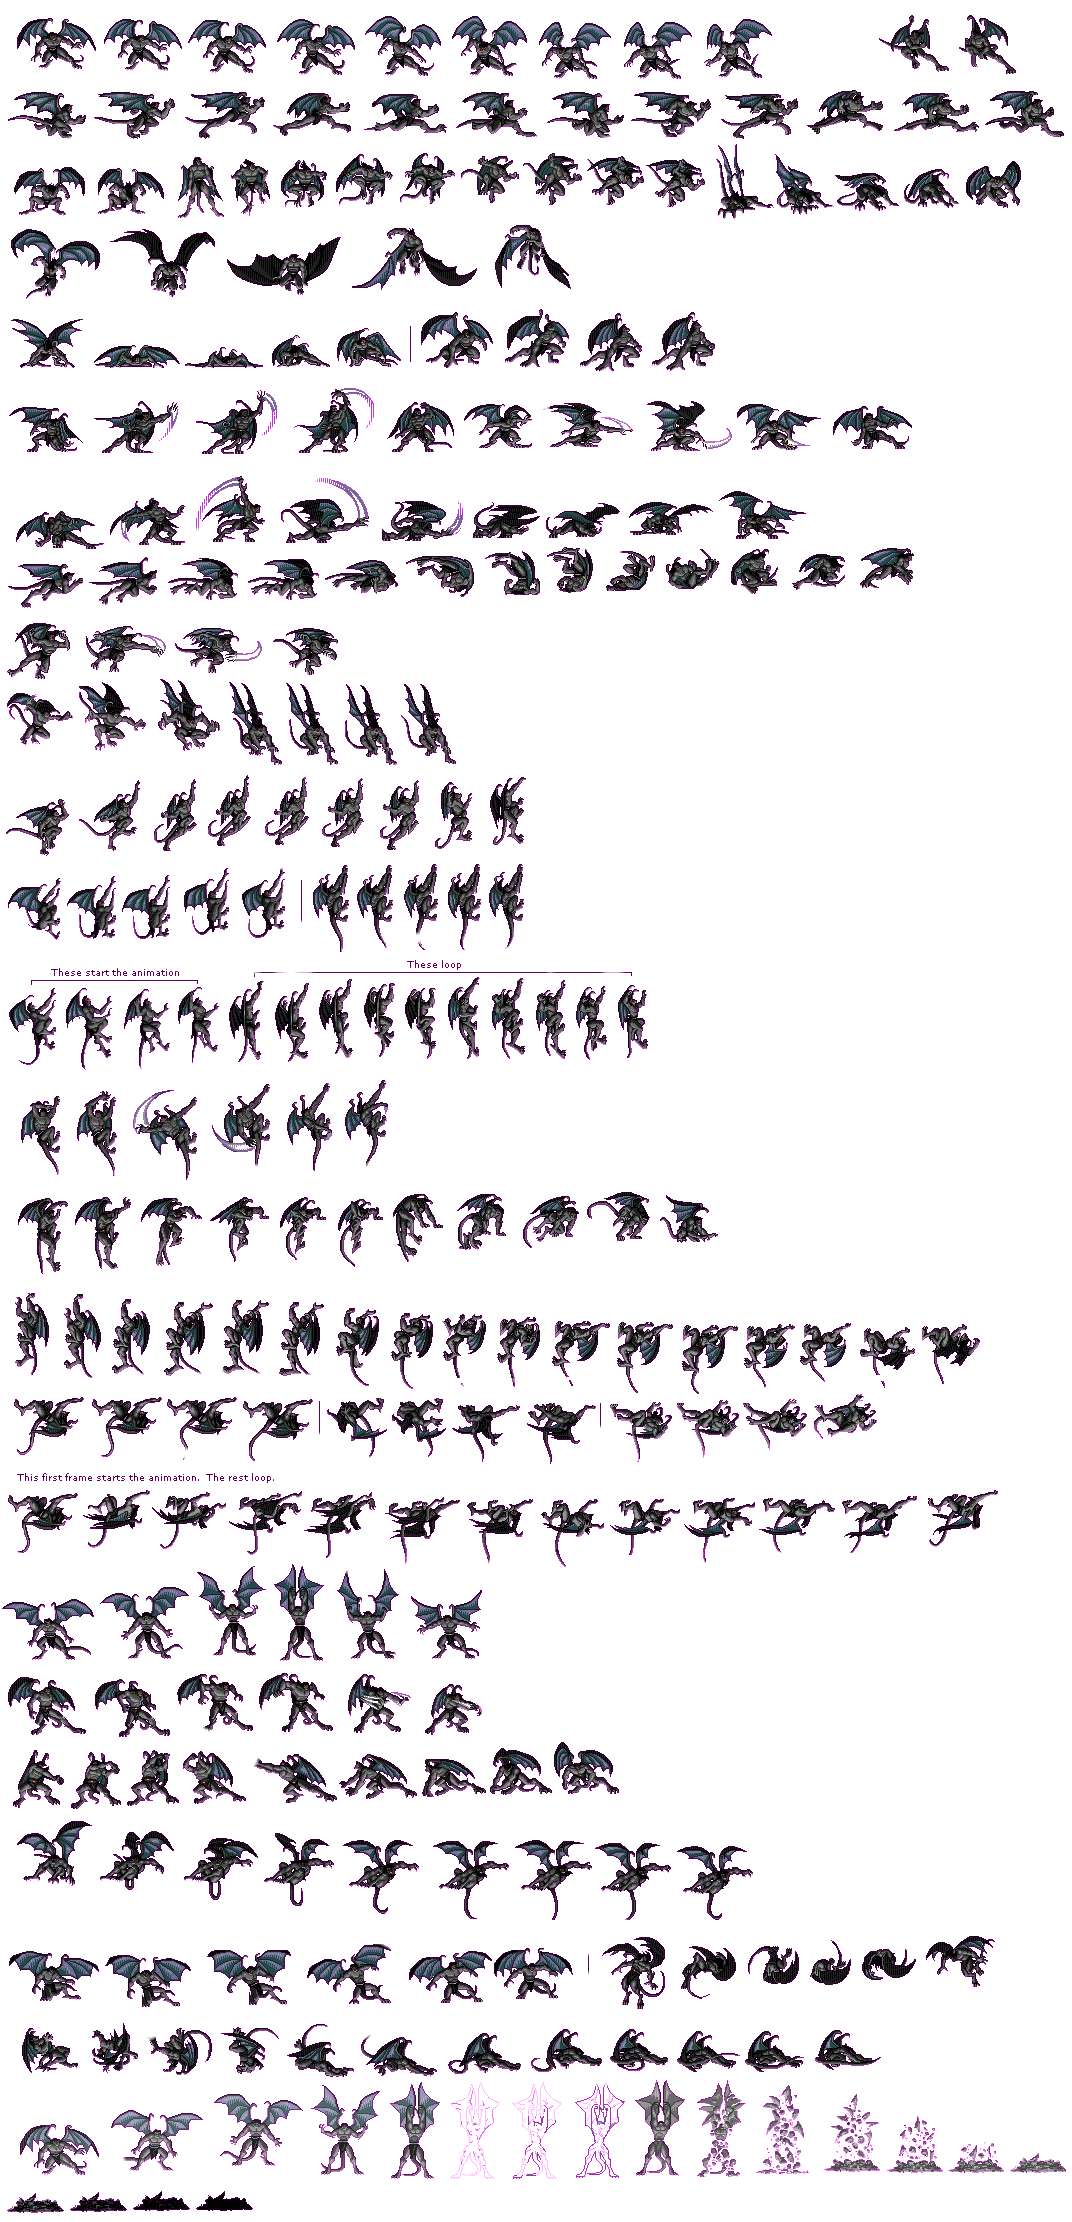 These loop
These start the animation
This first frame starts the animation. The rest loop.